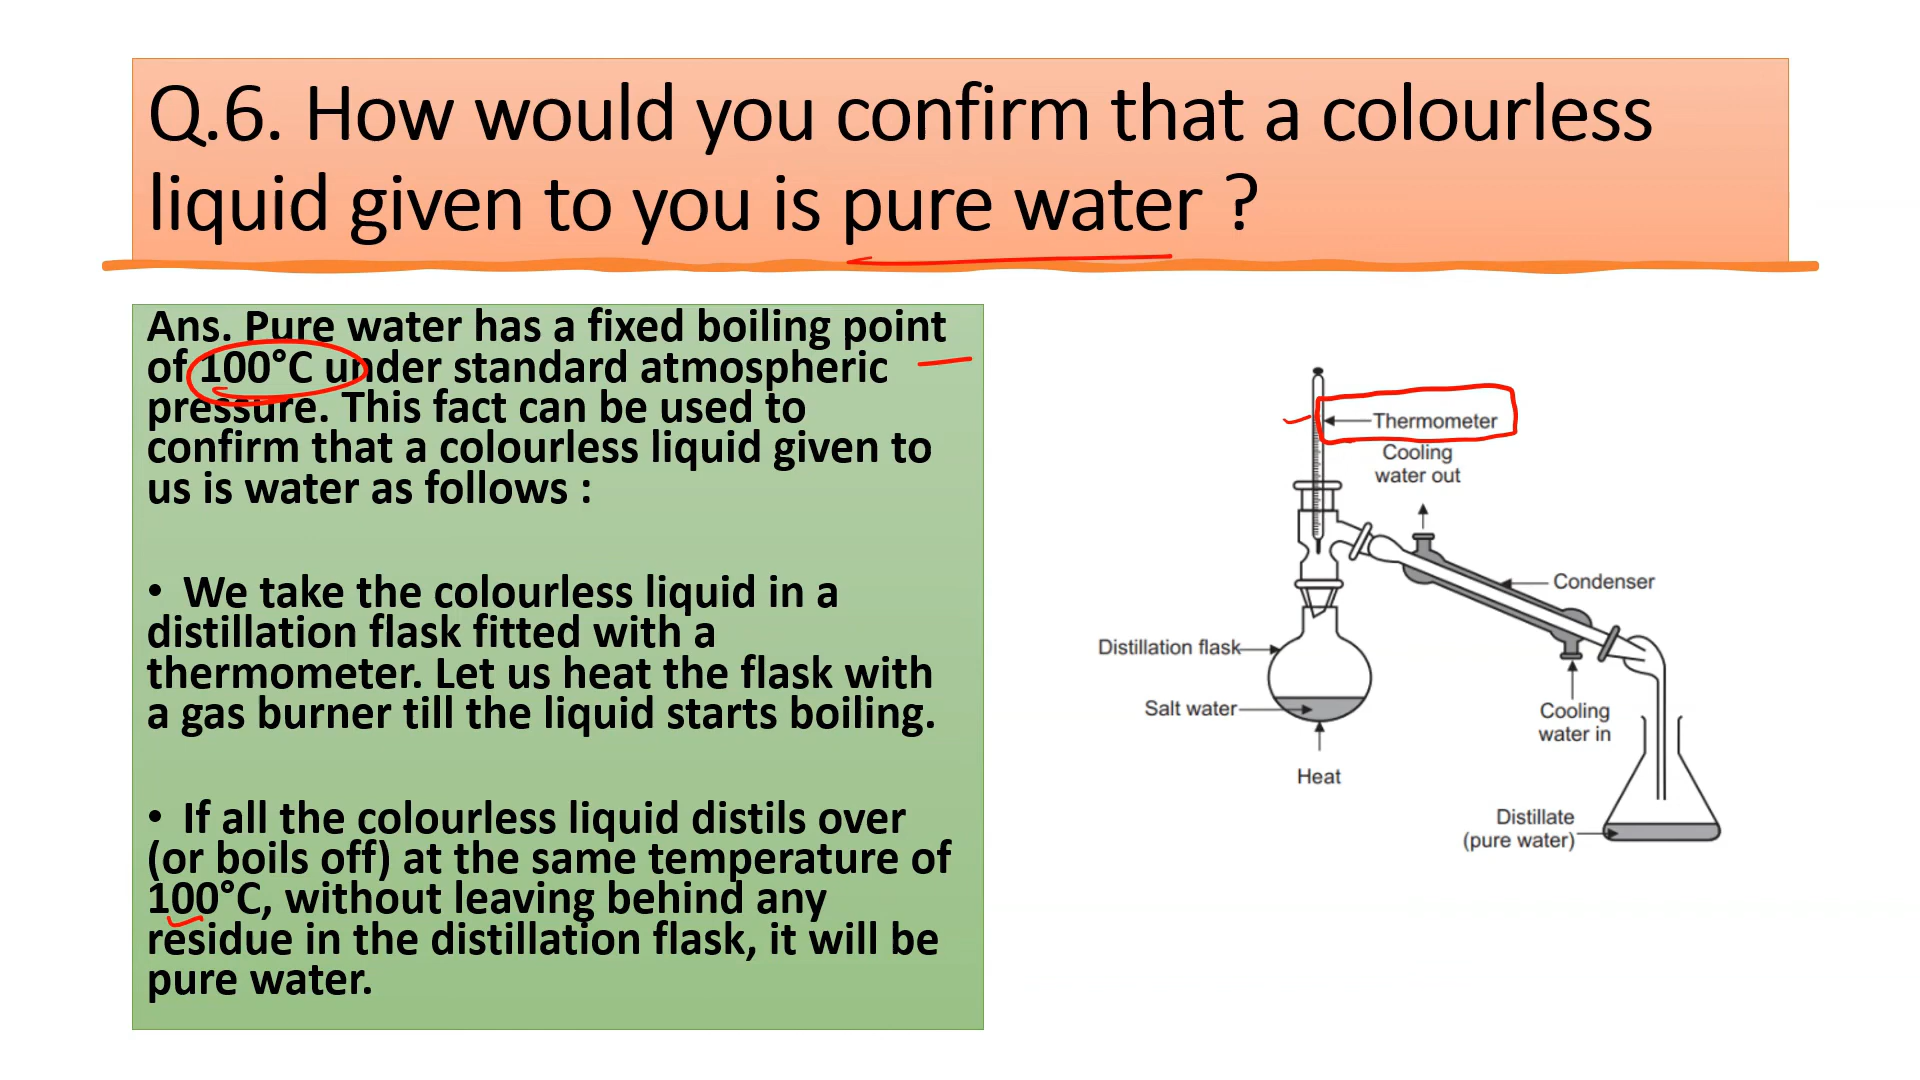 Q.6. How would you confirm that a colourless
liquid given to you is pure water ?
Ans. Pure water has a fixed boiling point
of 100°C under standard atmospheric
pressure. This fact can be used to
confirm that a colourless liquid given to
us is water as follows :
• We take the colourless liquid in a
distillation flask fitted with a
thermometer. Let us heat the flask with
a gas burner till the liquid starts boiling.
• If all the colourless liquid distils over
(or boils off) at the same temperature of
100°C, without leaving behind any
residue in the distillation flask, it will be
pure water.
Thermometer
Cooling
water out
Condenser
Distillation flask
Salt water
Cooling
water in
Heat
Distillate
(pure water)